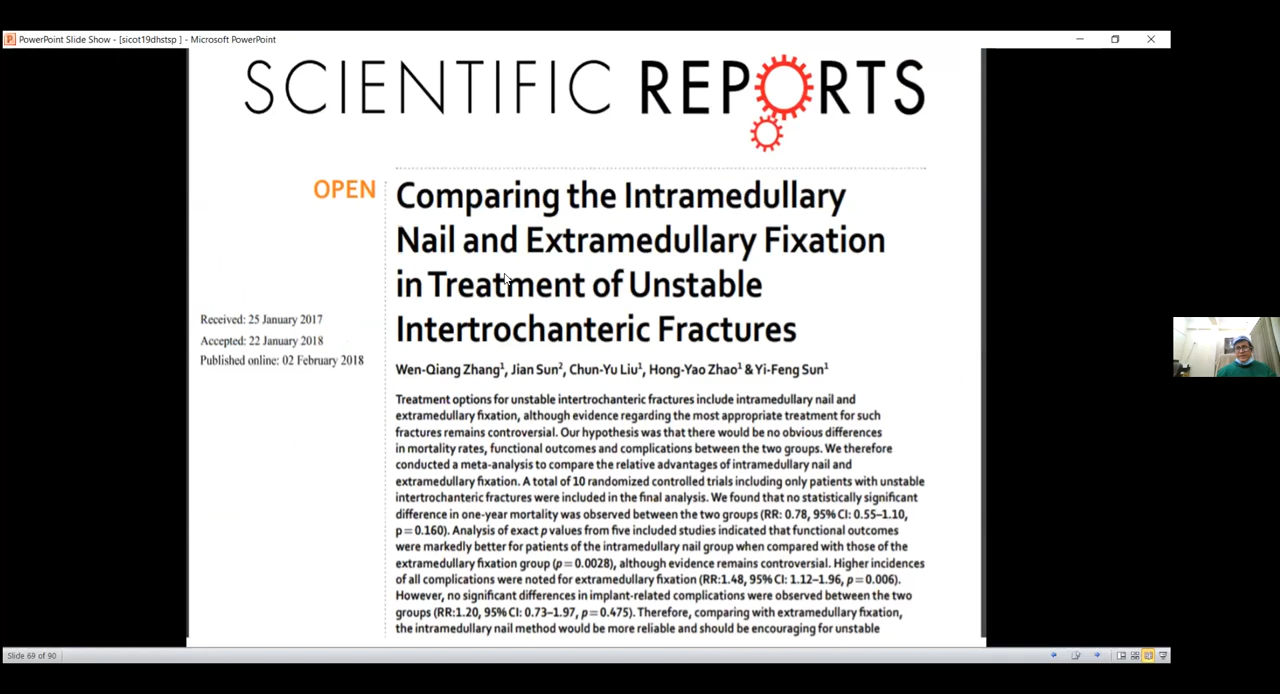 PowerPoint Slide Show - [sicot19dhstsp ] - Microsoft PowerPoint
SCIENTIFIC REPORTS
OPEN
Comparing the Intramedullary
Nail and Extramedullary Fixation
in Treatment of Unstable
Intertrochanteric Fractures
Received: 25 January 2017
Accepted: 22 January 2018
Published online: 02 February 2018
Wen-Qiang Zhang1, Jian Sun2, Chun-Yu Liu1, Hong-Yao Zhao1 & Yi-Feng Sun1
Treatment options for unstable intertrochanteric fractures include intramedullary nail and
extramedullary fixation, although evidence regarding the most appropriate treatment for such
fractures remains controversial. Our hypothesis was that there would be no obvious differences
in mortality rates, functional outcomes and complications between the two groups. We therefore
conducted a meta-analysis to compare the relative advantages of intramedullary nail and
extramedullary fixation. A total of 10 randomized controlled trials including only patients with unstable
intertrochanteric fractures were included in the final analysis. We found that no statistically significant
difference in one-year mortality was observed between the two groups (RR: 0.78, 95% CI: 0.55–1.10,
p = 0.160). Analysis of exact p values from five included studies indicated that functional outcomes
were markedly better for patients of the intramedullary nail group when compared with those of the
extramedullary fixation group (p = 0.0028), although evidence remains controversial. Higher incidences
of all complications were noted for extramedullary fixation (RR:1.48, 95% CI: 1.12–1.96, p = 0.006).
However, no significant differences in implant-related complications were observed between the two
groups (RR:1.20, 95% CI: 0.73–1.97, p = 0.475). Therefore, comparing with extramedullary fixation,
the intramedullary nail method would be more reliable and should be encouraging for unstable
Slide 69 of 90